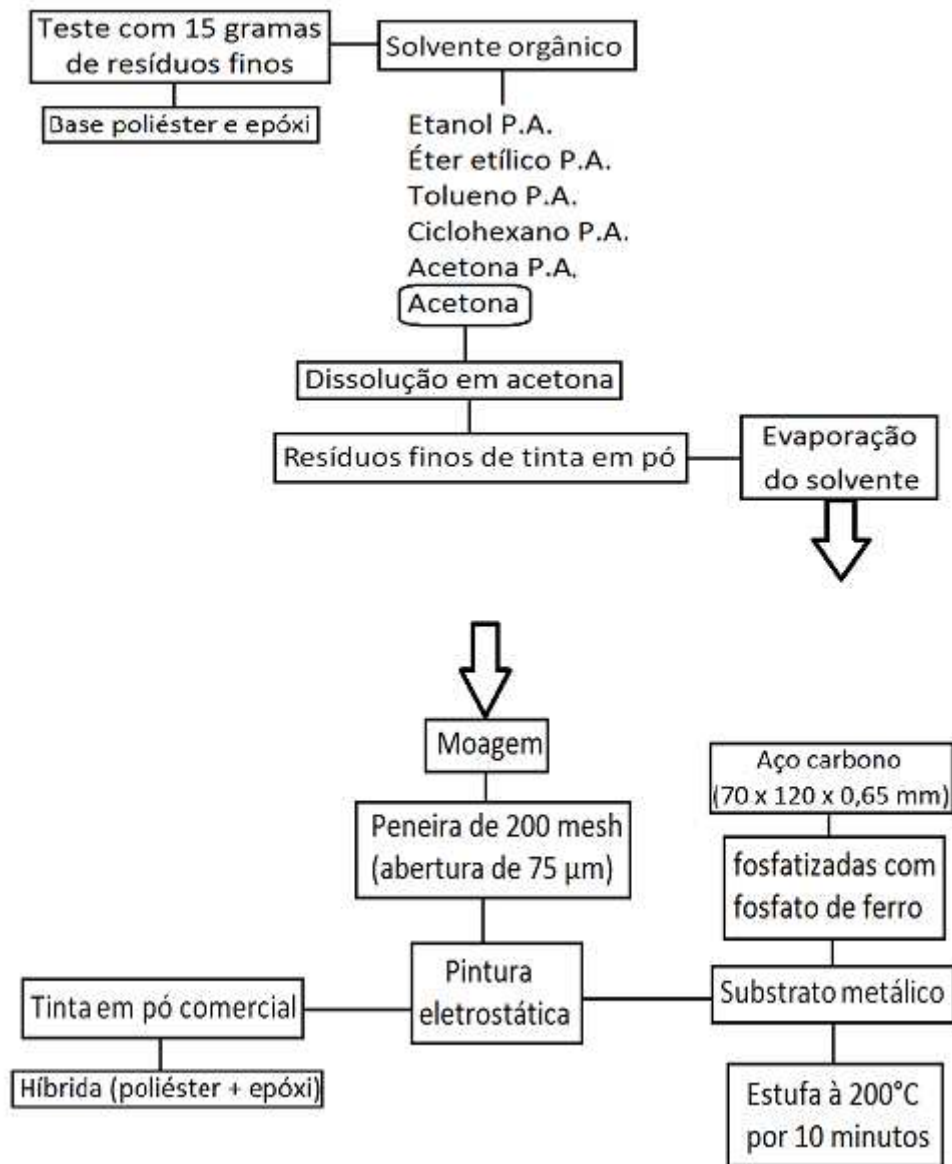 Teste com 15 gramas
de resíduos finos
Solvente orgânico
Base poliéster e epóxi
Etanol P.A.
Éter etílico P.A.
Tolueno P.A.
Ciclohexano P.A.
Acetona P.A.
Acetona
Dissolução em acetona
Resíduos finos de tinta em pó
Evaporação
do solvente
Moagem
Peneira de 200 mesh
(abertura de 75 µm)
Aço carbono
(70 x 120 x 0,65 mm)
fosfatizadas com
fosfato de ferro
Pintura
eletrostática
Substrato metálico
Tinta em pó comercial
Híbrida (poliéster + epóxi)
Estufa à 200°C
por 10 minutos